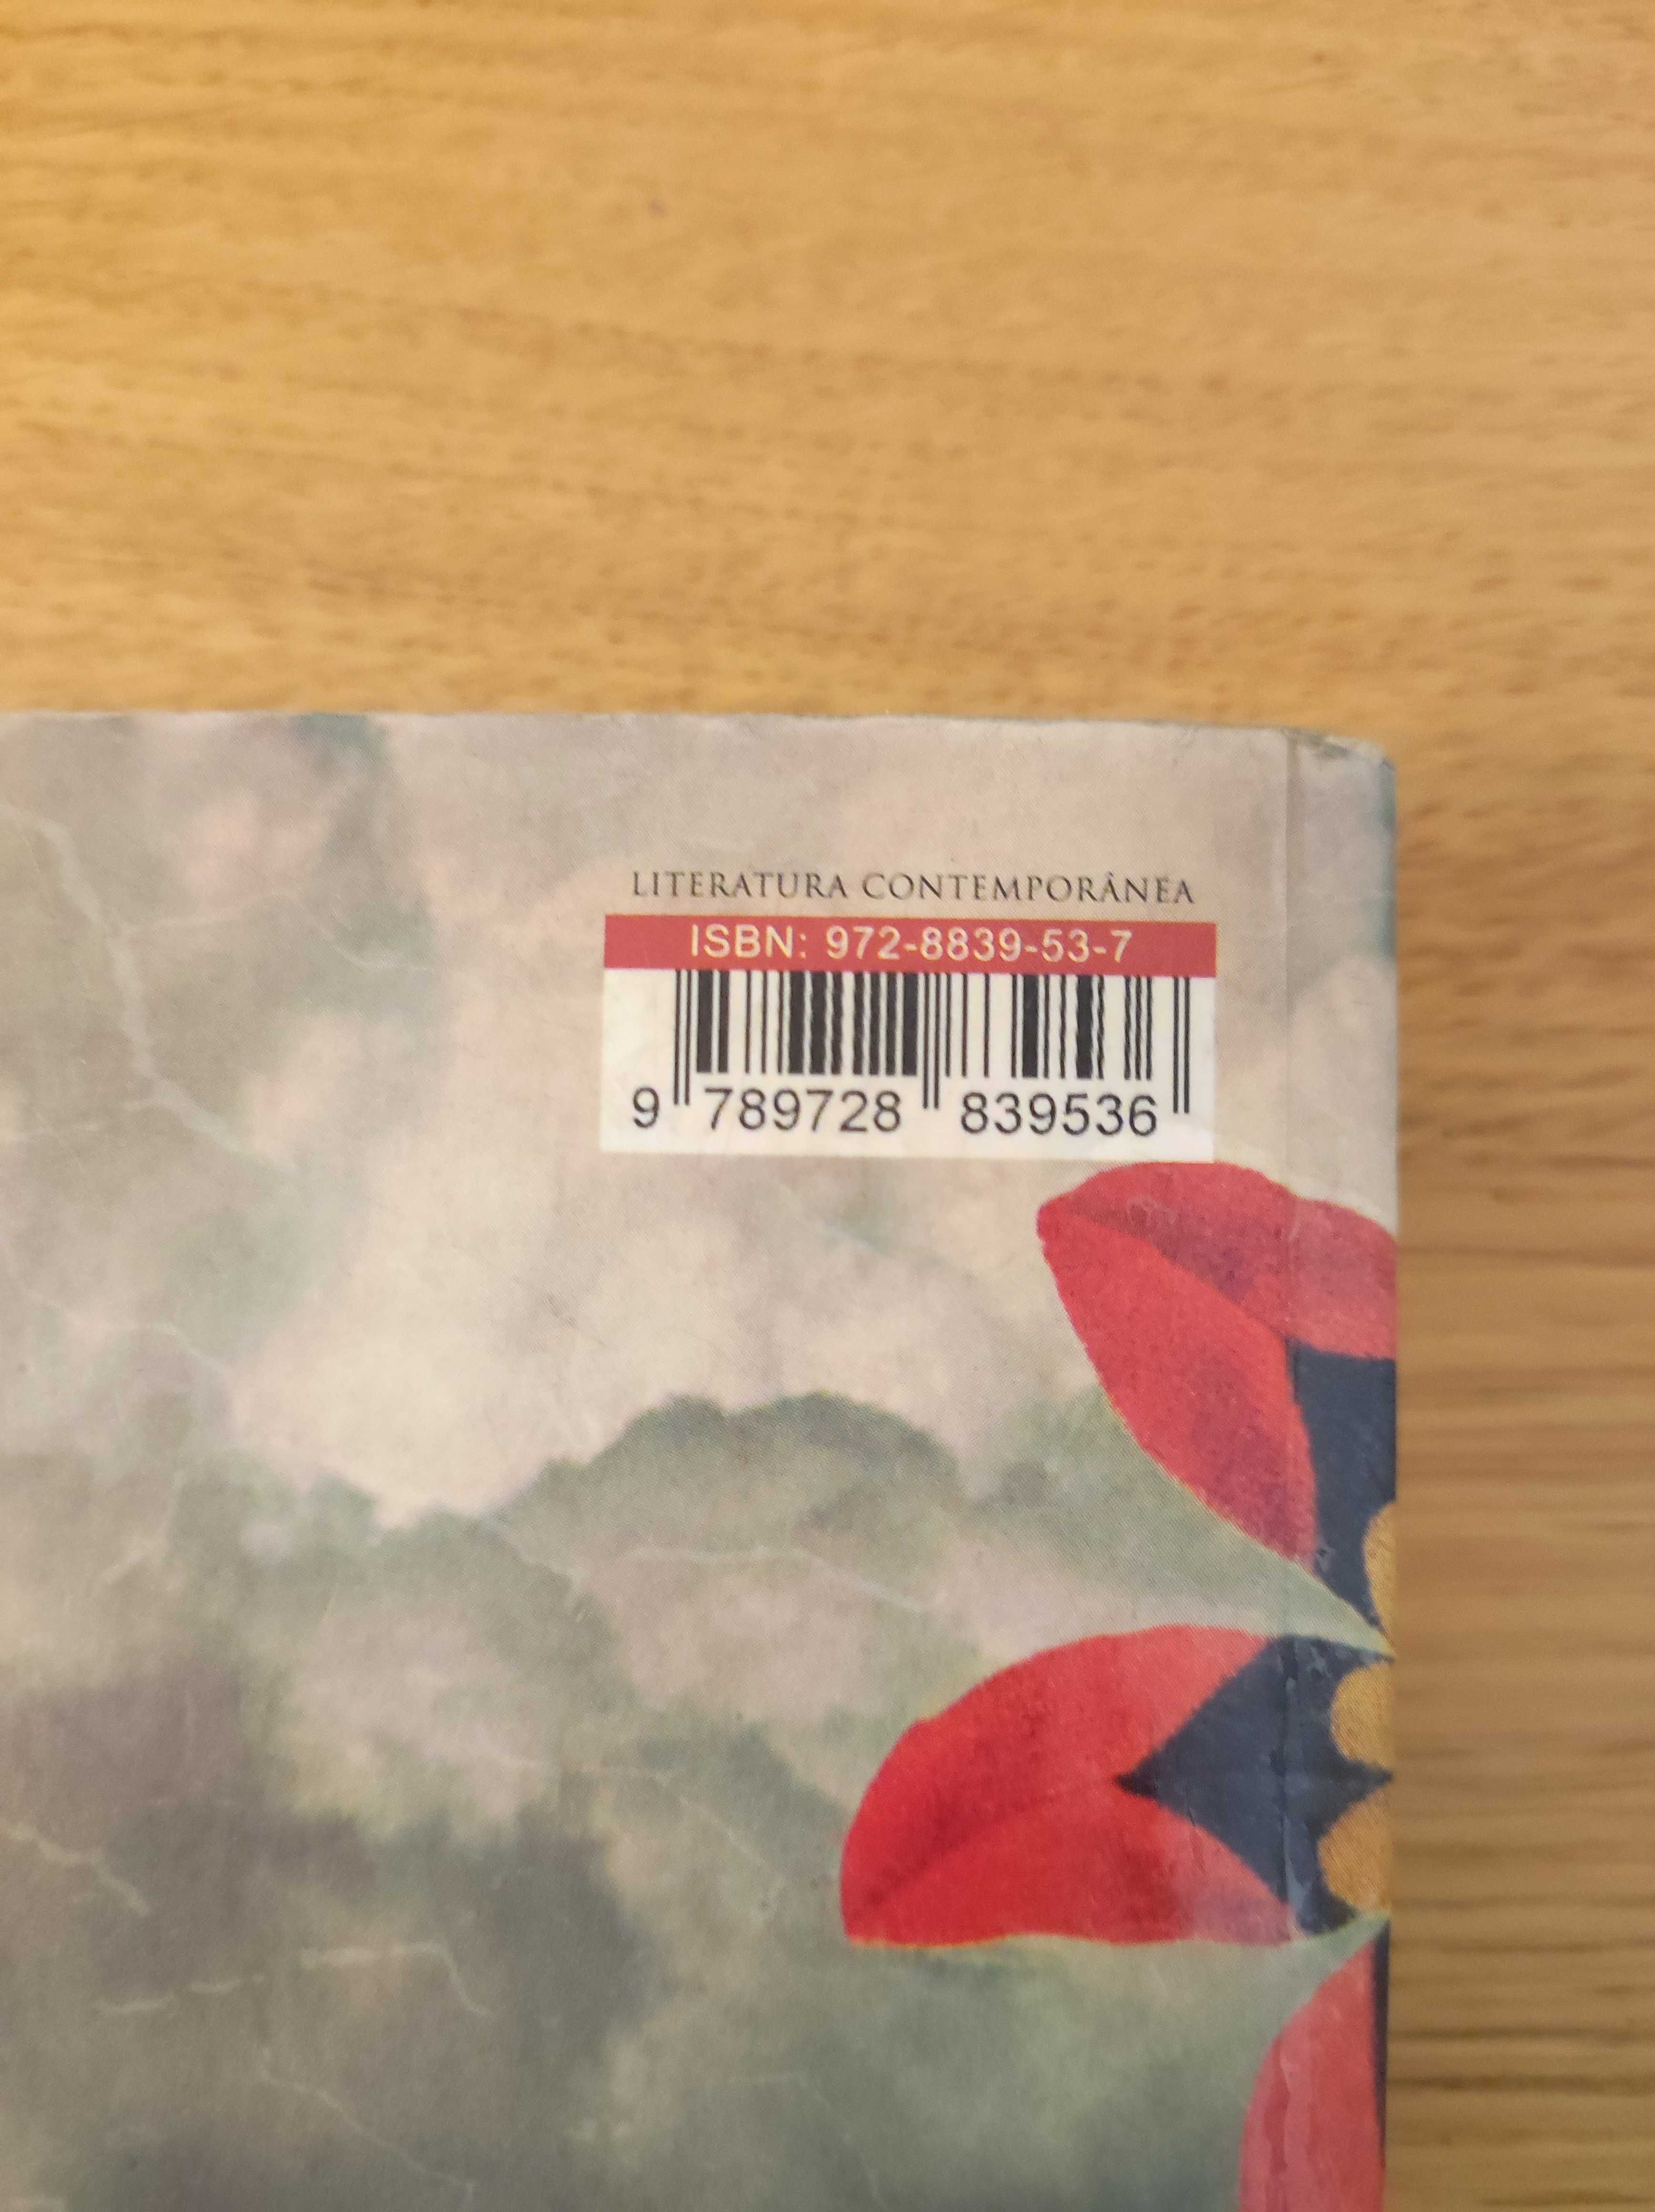 LITERATURA CONTEMPORÂNEA
ISBN: 972-8839-53-7
9 789728 839536